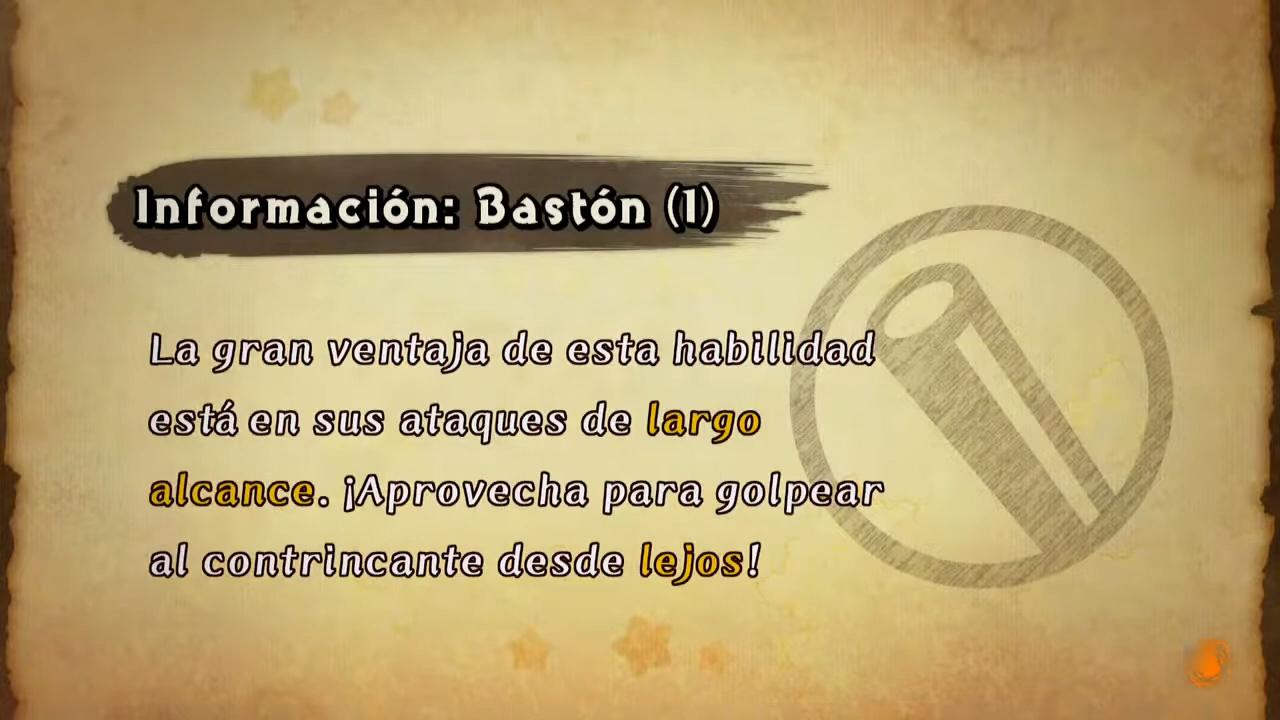 Información: Bastón (1)
La gran ventaja de esta habilidad
está en sus ataques de largo
alcance. ¡Aprovecha para golpear
al contrincante desde lejos!